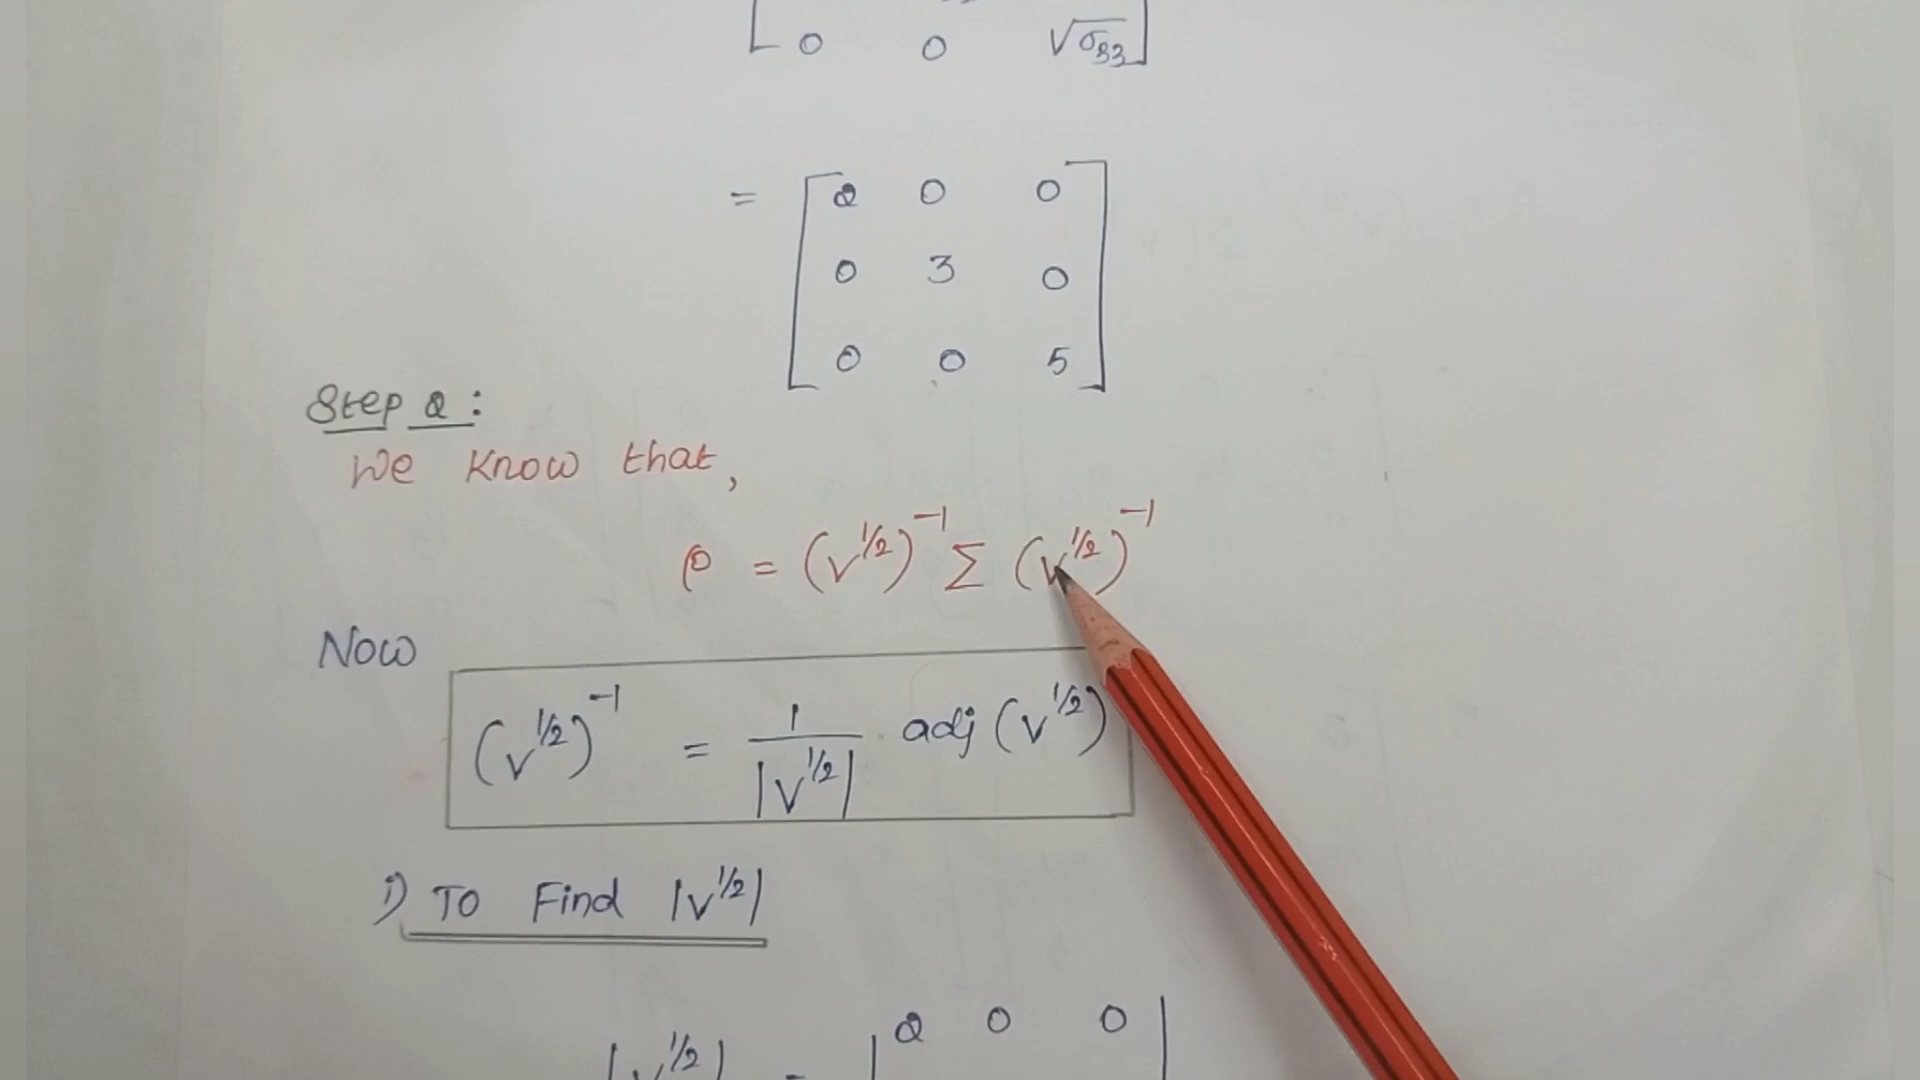 0 0 √σ33
= [ 2 0 0
0 3 0
0 0 5 ]
Step 2 :
We know that,
ρ = (V^1/2)^-1 Σ (V^1/2)^-1
Now
(V^1/2)^-1 = 1/|V^1/2| . adj (V^1/2)
i) To Find |V^1/2|
|V^1/2| = | 2 0 0 |